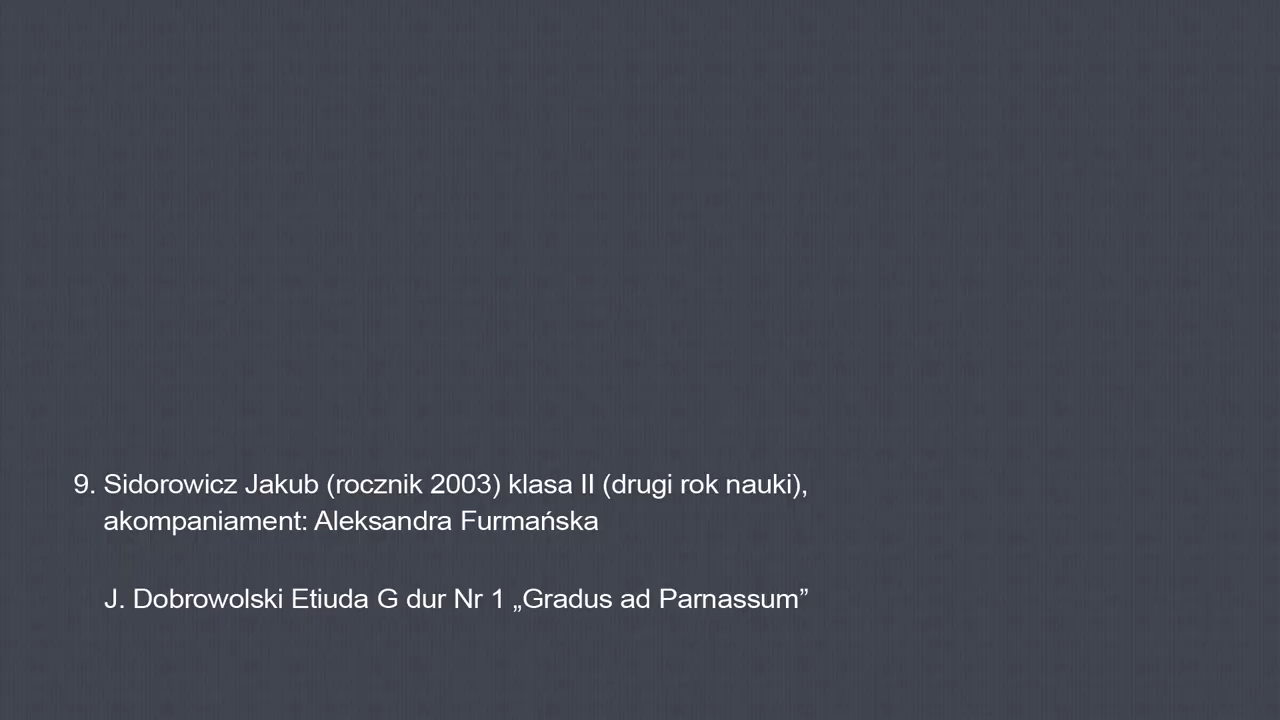 9. Sidorowicz Jakub (rocznik 2003) klasa II (drugi rok nauki),
akompaniament: Aleksandra Furmańska
J. Dobrowolski Etiuda G dur Nr 1 „Gradus ad Parnassum”